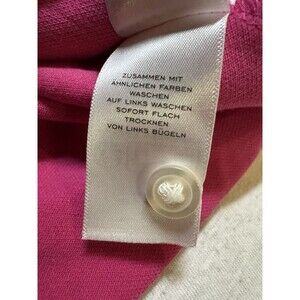 ZUSAMMEN MIT
ÄHNLICHEN FARBEN
WASCHEN
AUF LINKS WASCHEN
SOFORT FLACH
TROCKNEN
VON LINKS BÜGELN